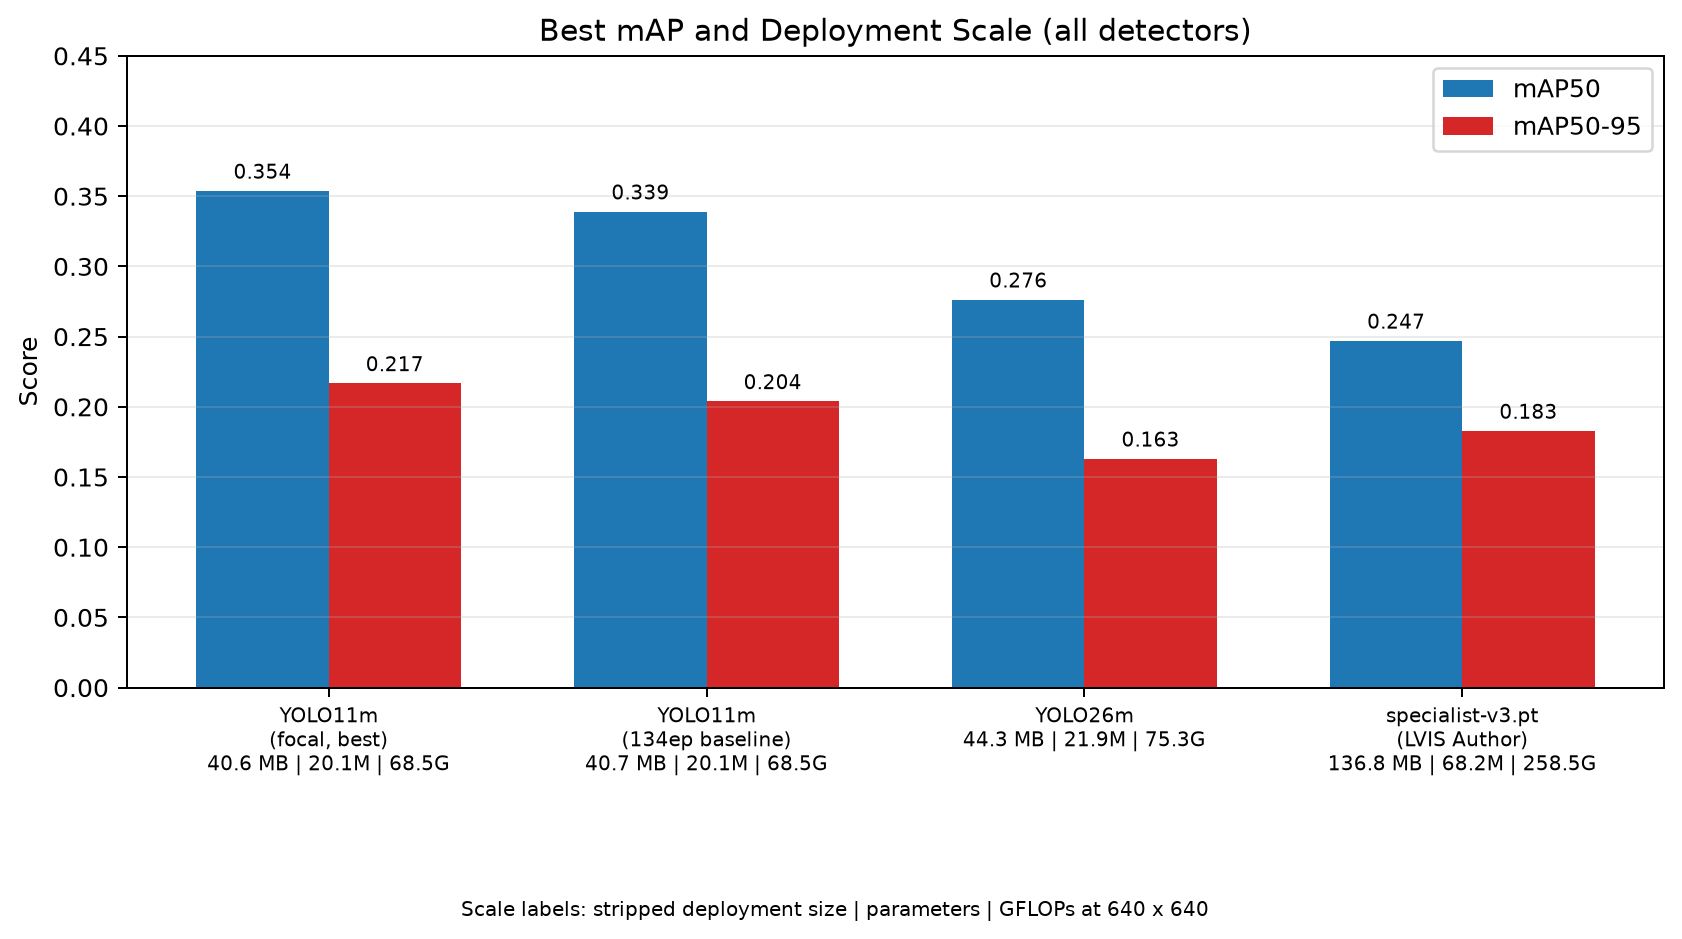 Best mAP and Deployment Scale (all detectors)
mAP50
mAP50-95
Score
0.45
0.40
0.35
0.30
0.25
0.20
0.15
0.10
0.05
0.00
0.354
0.217
0.339
0.204
0.276
0.163
0.247
0.183
YOLO11m
(focal, best)
40.6 MB | 20.1M | 68.5G
YOLO11m
(134ep baseline)
40.7 MB | 20.1M | 68.5G
YOLO26m
44.3 MB | 21.9M | 75.3G
specialist-v3.pt
(LVIS Author)
136.8 MB | 68.2M | 258.5G
Scale labels: stripped deployment size | parameters | GFLOPs at 640 x 640